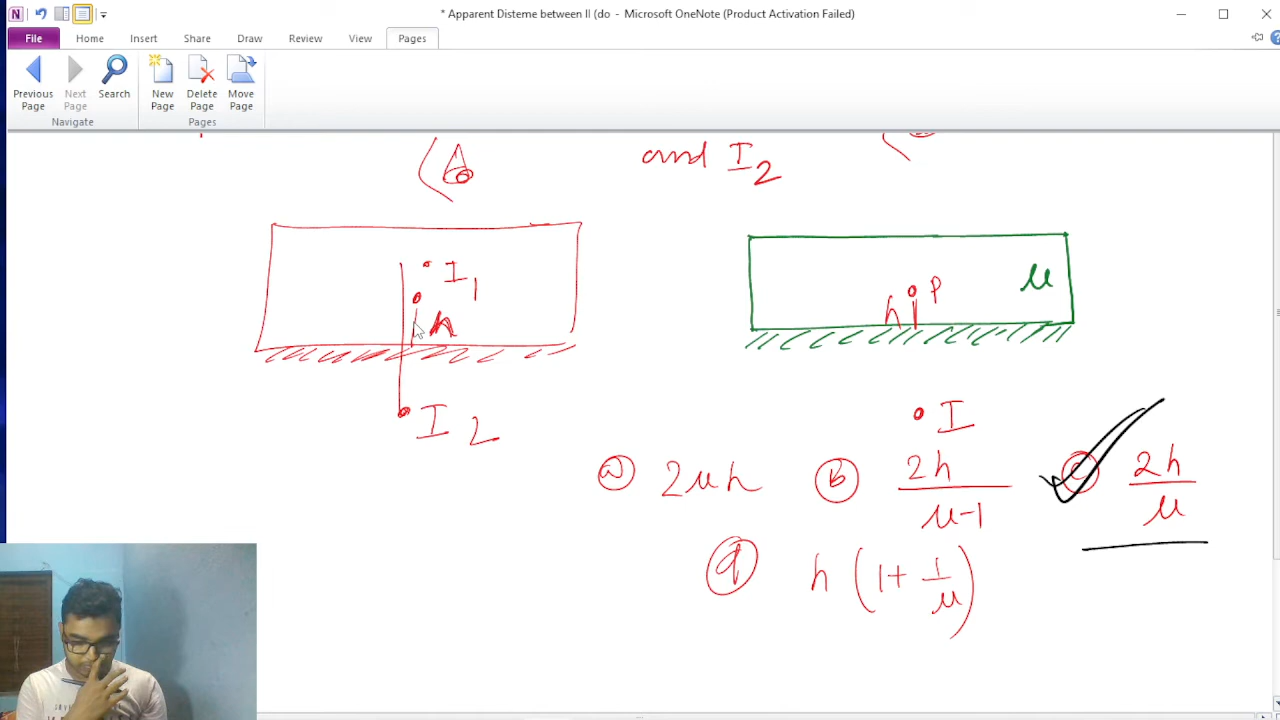 * Apparent Disteme between II (do - Microsoft OneNote (Product Activation Failed)
File Home Insert Share Draw Review View Pages
Previous Page Next Page Search New Page Delete Page Move Page
Navigate Pages
and I2
I1
h
I2
P
h
μ
I
(a) 2μh (b) 2h/(μ-1) (c) 2h/μ
(d) h(1+1/μ)